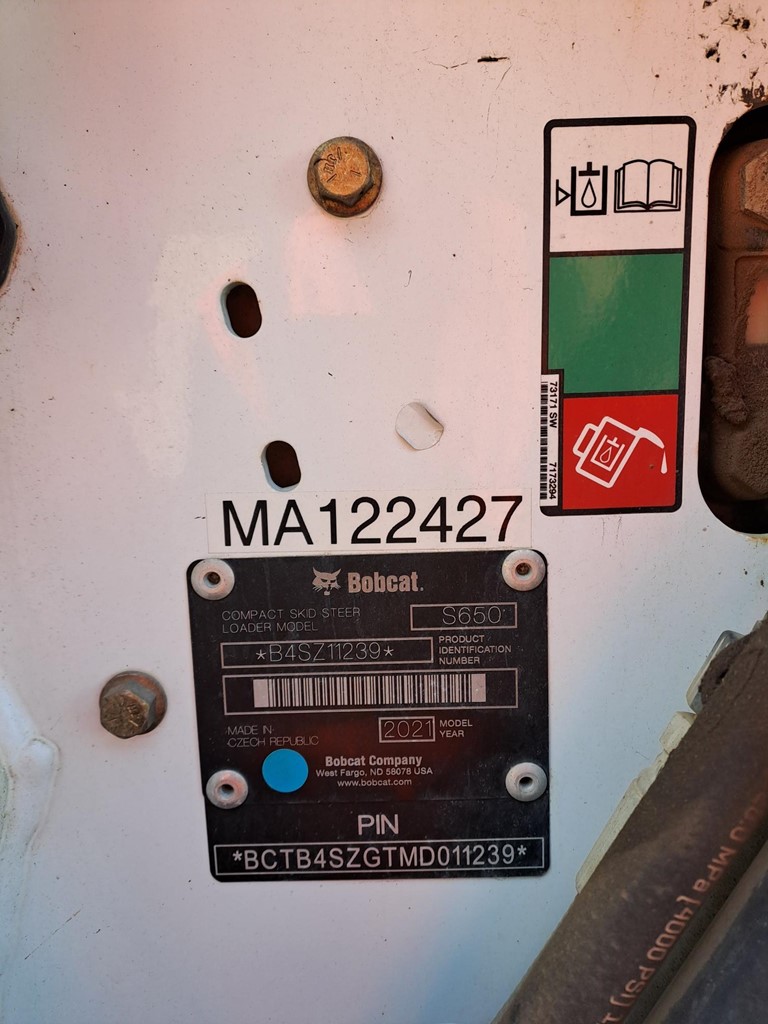 73171 SW
7173294
MA122427
Bobcat.
COMPACT SKID STEER
LOADER MODEL
S650
*B4SZ11239*
PRODUCT
IDENTIFICATION
NUMBER
MADE IN
CZECH REPUBLIC
2021
MODEL
YEAR
Bobcat Company
West Fargo, ND 58078 USA
www.bobcat.com
PIN
*BCTB4SZGTMD011239*
MPa [4000 PSI]